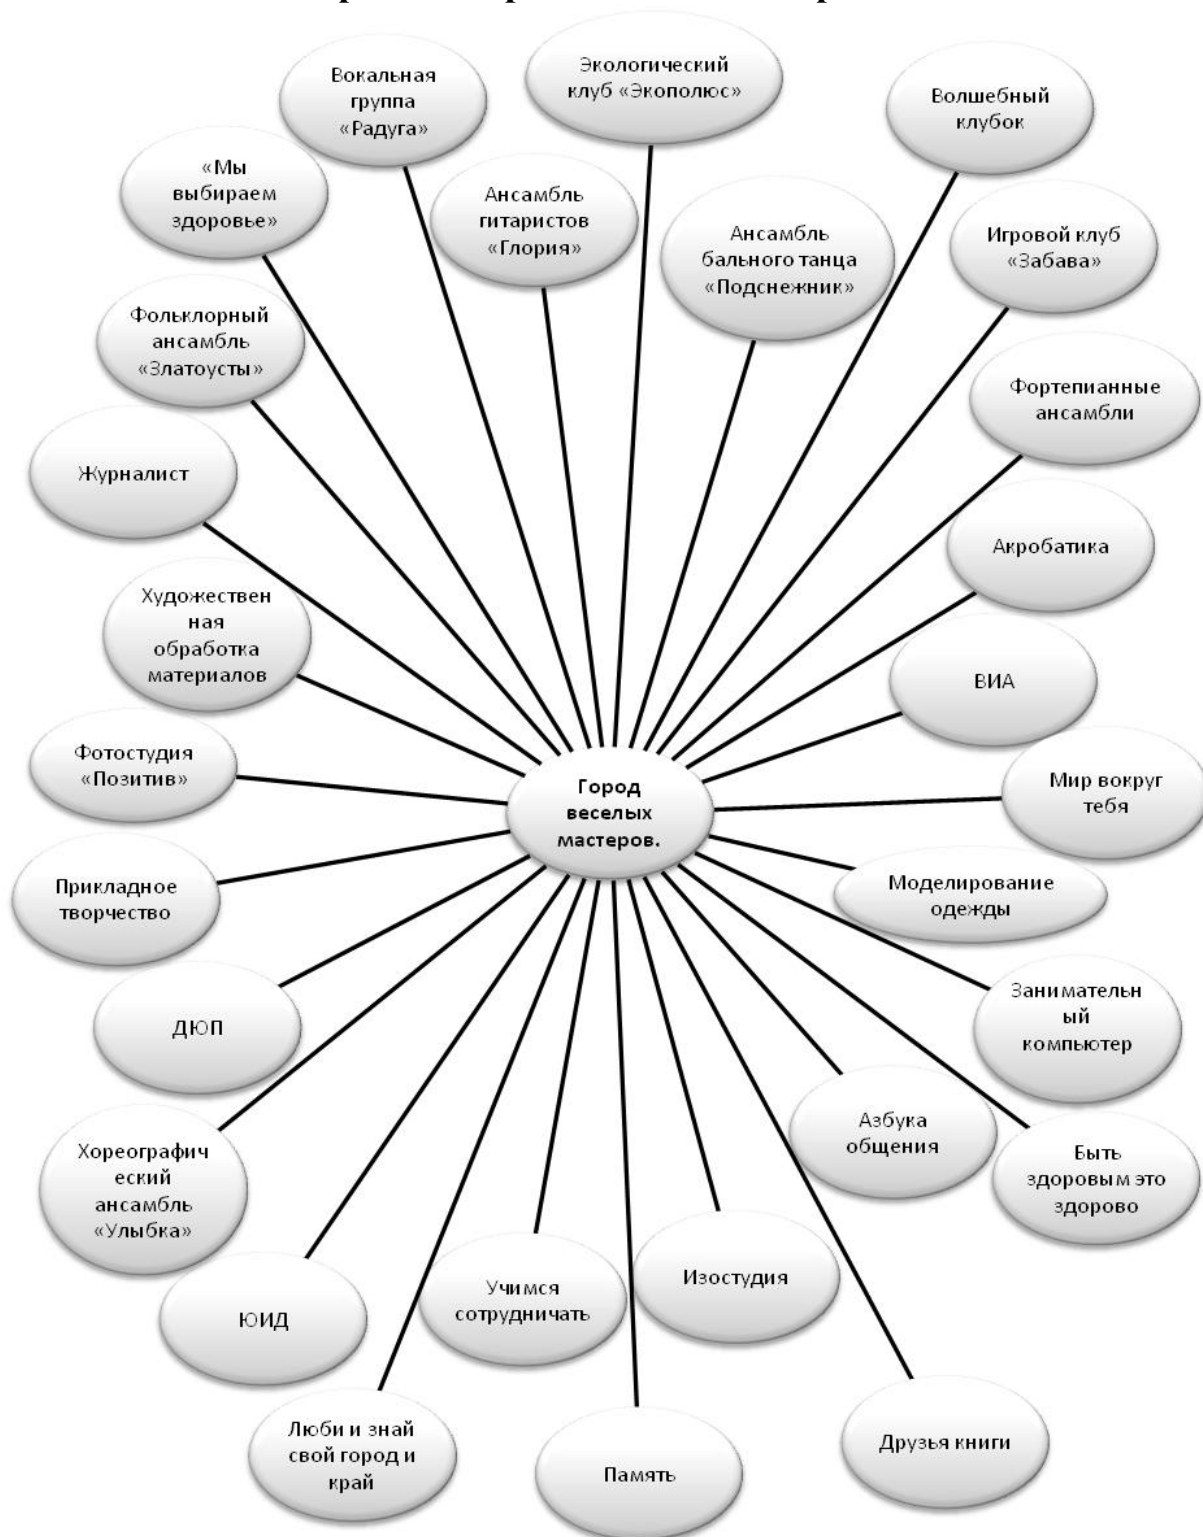 Вокальная
группа
«Радуга»
Экологический
клуб «Экополюс»
Волшебный
клубок
«Мы
выбираем
здоровье»
Ансамбль
гитаристов
«Глория»
Ансамбль
бального танца
«Подснежник»
Игровой клуб
«Забава»
Фольклорный
ансамбль
«Златоусты»
Фортепианные
ансамбли
Журналист
Акробатика
Художествен
ная
обработка
материалов
ВИА
Фотостудия
«Позитив»
Город
веселых
мастеров.
Мир вокруг
тебя
Прикладное
творчество
Моделирование
одежды
ДЮП
Занимательн
ый
компьютер
Азбука
общения
Хореографич
еский
ансамбль
«Улыбка»
Быть
здоровым это
здорово
ЮИД
Учимся
сотрудничать
Изостудия
Люби и знай
свой город и
край
Память
Друзья книги